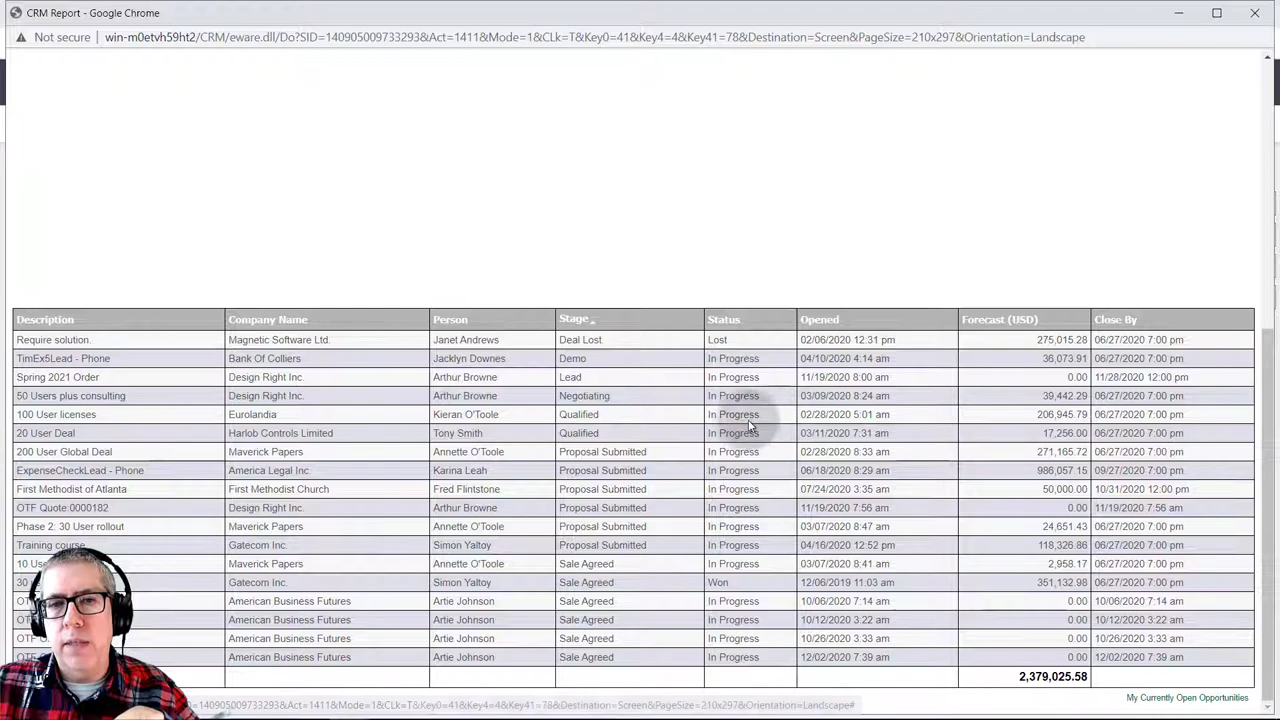 CRM Report - Google Chrome
Not secure win-m0etvh59ht2/CRM/eware.dll/Do?SID=140905009733293&Act=1411&Mode=1&CLk=T&Key0=41&Key4=4&Key41=78&Destination=Screen&PageSize=210x297&Orientation=Landscape
Description Company Name Person Stage Status Opened Forecast (USD) Close By
Require solution. Magnetic Software Ltd. Janet Andrews Deal Lost Lost 02/06/2020 12:31 pm 275,015.28 06/27/2020 7:00 pm
TimEx5Lead - Phone Bank Of Colliers Jacklyn Downes Demo In Progress 04/10/2020 4:14 am 36,073.91 06/27/2020 7:00 pm
Spring 2021 Order Design Right Inc. Arthur Browne Lead In Progress 11/19/2020 8:00 am 0.00 11/28/2020 12:00 pm
50 Users plus consulting Design Right Inc. Arthur Browne Negotiating In Progress 03/09/2020 8:24 am 39,442.29 06/27/2020 7:00 pm
100 User licenses Eurolandia Kieran O'Toole Qualified In Progress 02/28/2020 5:01 am 206,945.79 06/27/2020 7:00 pm
20 User Deal Harlob Controls Limited Tony Smith Qualified In Progress 03/11/2020 7:31 am 17,256.00 06/27/2020 7:00 pm
200 User Global Deal Maverick Papers Annette O'Toole Proposal Submitted In Progress 02/28/2020 8:33 am 271,165.72 06/27/2020 7:00 pm
ExpenseCheckLead - Phone America Legal Inc. Karina Leah Proposal Submitted In Progress 06/18/2020 8:29 am 986,057.15 09/27/2020 7:00 pm
First Methodist of Atlanta First Methodist Church Fred Flintstone Proposal Submitted In Progress 07/24/2020 3:35 am 50,000.00 10/31/2020 12:00 pm
OTF Quote:0000182 Design Right Inc. Arthur Browne Proposal Submitted In Progress 11/19/2020 7:56 am 0.00 11/19/2020 7:56 am
Phase 2: 30 User rollout Maverick Papers Annette O'Toole Proposal Submitted In Progress 03/07/2020 8:47 am 24,651.43 06/27/2020 7:00 pm
Training course Gatecom Inc. Simon Yaltoy Proposal Submitted In Progress 04/16/2020 12:52 pm 118,326.86 06/27/2020 7:00 pm
10 Maverick Papers Annette O'Toole Sale Agreed In Progress 03/07/2020 8:41 am 2,958.17 06/27/2020 7:00 pm
30 Gatecom Inc. Simon Yaltoy Sale Agreed Won 12/06/2019 11:03 am 351,132.98 06/27/2020 7:00 pm
American Business Futures Artie Johnson Sale Agreed In Progress 10/06/2020 7:14 am 0.00 10/06/2020 7:14 am
American Business Futures Artie Johnson Sale Agreed In Progress 10/12/2020 3:22 am 0.00 10/12/2020 3:22 am
American Business Futures Artie Johnson Sale Agreed In Progress 10/26/2020 3:33 am 0.00 10/26/2020 3:33 am
American Business Futures Artie Johnson Sale Agreed In Progress 12/02/2020 7:39 am 0.00 12/02/2020 7:39 am
2,379,025.58
My Currently Open Opportunities
=140905009733293&Act=1411&Mode=1&CLk=T&Key0=41&Key4=4&Key41=78&Destination=Screen&PageSize=210x297&Orientation=Landscape#